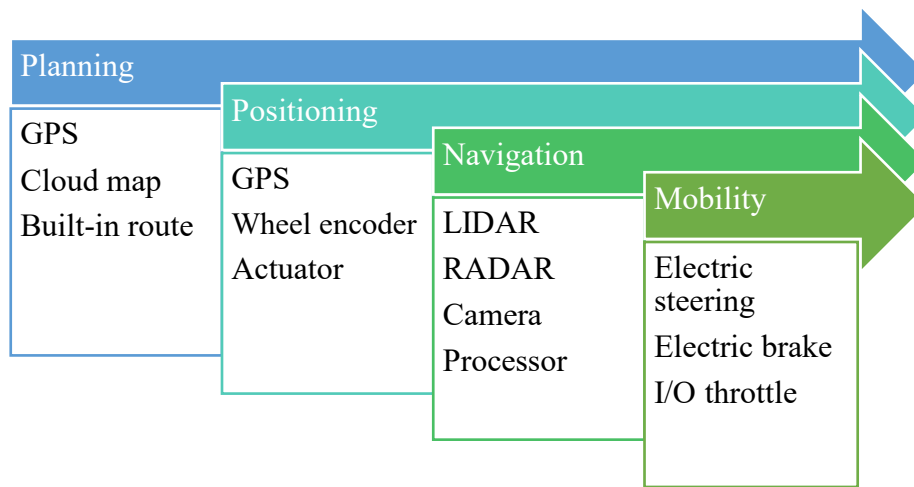 Planning
GPS
Cloud map
Built-in route
Positioning
GPS
Wheel encoder
Actuator
Navigation
LIDAR
RADAR
Camera
Processor
Mobility
Electric
steering
Electric brake
I/O throttle